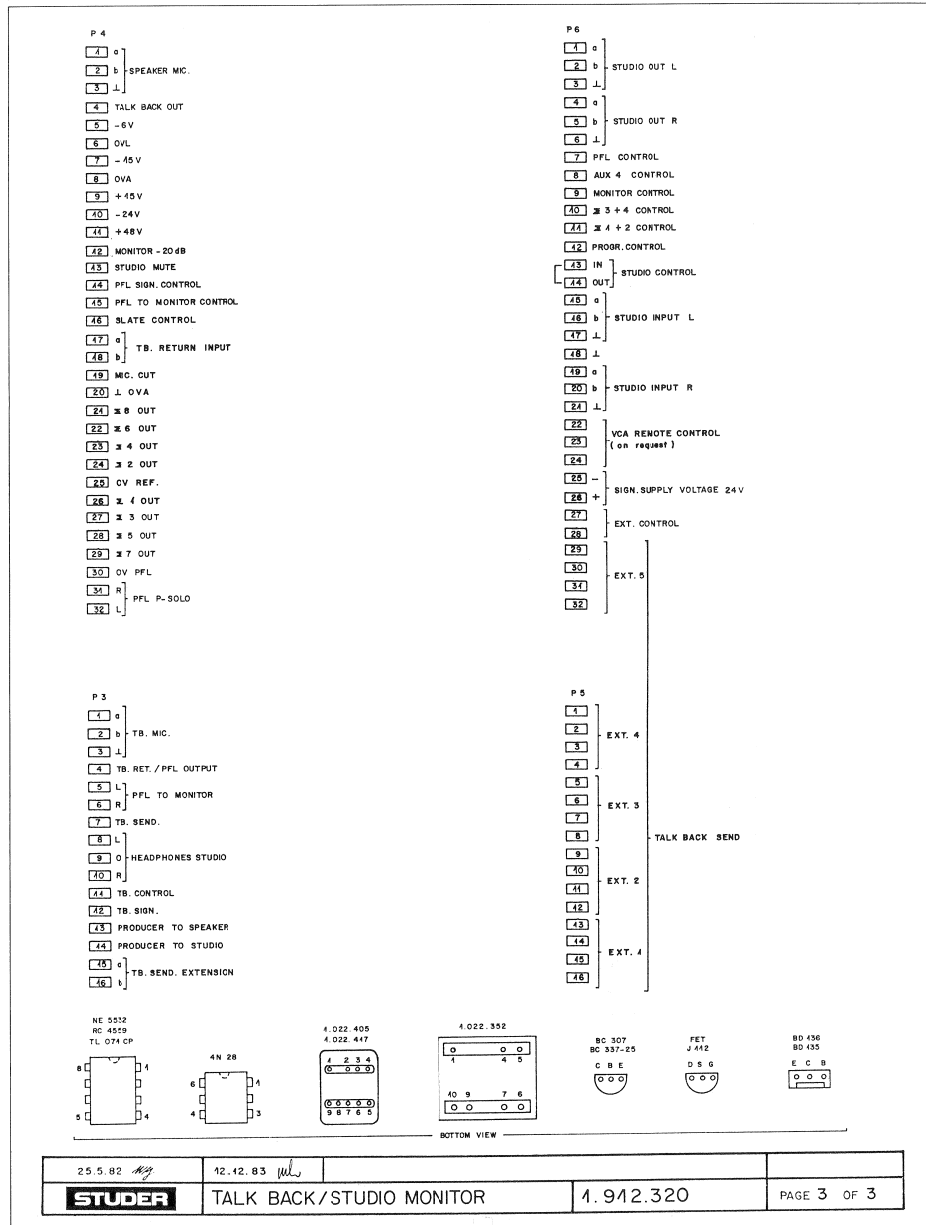 P 4
1 a
2 b SPEAKER MIC.
3 ⊥
4 TALK BACK OUT
5 -6V
6 OVL
7 -15V
8 OVA
9 +15V
10 -24V
11 +48V
12 MONITOR -20dB
13 STUDIO MUTE
14 PFL SIGN. CONTROL
15 PFL TO MONITOR CONTROL
16 SLATE CONTROL
17 a
18 b TB. RETURN INPUT
19 MIC. CUT
20 ⊥ OVA
21 Σ 8 OUT
22 Σ 6 OUT
23 Σ 4 OUT
24 Σ 2 OUT
25 OV REF.
26 Σ 1 OUT
27 Σ 3 OUT
28 Σ 5 OUT
29 Σ 7 OUT
30 OV PFL
31 R
32 L PFL P-SOLO
P6
1 a
2 b STUDIO OUT L
3 ⊥
4 a
5 b STUDIO OUT R
6 ⊥
7 PFL CONTROL
8 AUX 4 CONTROL
9 MONITOR CONTROL
10 Σ 3+4 CONTROL
11 Σ 1+2 CONTROL
12 PROGR. CONTROL
13 IN
14 OUT STUDIO CONTROL
15 a
16 b STUDIO INPUT L
17 ⊥
18 ⊥
19 a
20 b STUDIO INPUT R
21 ⊥
22 VCA REMOTE CONTROL
23 (on request)
24
25 -
26 + SIGN. SUPPLY VOLTAGE 24V
27
28 EXT. CONTROL
29
30 EXT. 5
31
32
P 3
1 a
2 b TB. MIC.
3 ⊥
4 TB. RET. / PFL OUTPUT
5 L
6 R PFL TO MONITOR
7 TB. SEND.
8 L
9 0 HEADPHONES STUDIO
10 R
11 TB. CONTROL
12 TB. SIGN.
13 PRODUCER TO SPEAKER
14 PRODUCER TO STUDIO
15 a
16 b TB. SEND. EXTENSION
P 5
1
2 EXT. 4
3
4
5
6 EXT. 3
7
8 TALK BACK SEND
9
10 EXT. 2
11
12
13
14 EXT. 1
15
16
NE 5532
RC 4559
TL 071 CP
8 1
5 4
4N 28
6 1
4 3
1.022.405
1.022.417
1 2 3 4
9 8 7 6 5
1.022.352
1 4 5
10 9 7 6
BC 307
BC 337-25
C B E
FET
J 112
D S G
BD 136
BD 135
E C B
BOTTOM VIEW
25.5.82 12.12.83
STUDER TALK BACK/STUDIO MONITOR 1.912.320 PAGE 3 OF 3